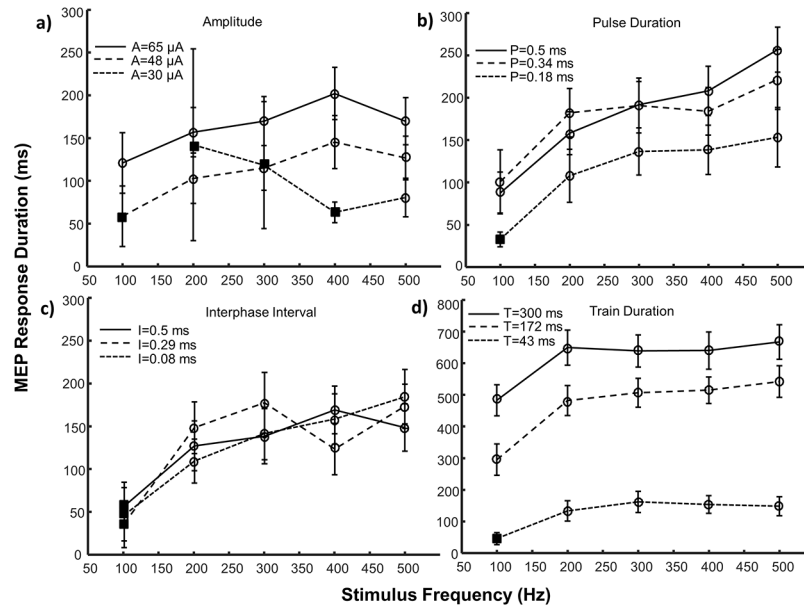 a)
Amplitude
A=65 µA
A=48 µA
A=30 µA
300
250
200
150
100
50
0
50 100 150 200 250 300 350 400 450 500
b)
Pulse Duration
P=0.5 ms
P=0.34 ms
P=0.18 ms
300
250
200
150
100
50
0
50 100 150 200 250 300 350 400 450 500
MEP Response Duration (ms)
c)
Interphase Interval
I=0.5 ms
I=0.29 ms
I=0.08 ms
300
250
200
150
100
50
0
50 100 150 200 250 300 350 400 450 500
d)
Train Duration
T=300 ms
T=172 ms
T=43 ms
800
700
600
500
400
300
200
100
0
50 100 150 200 250 300 350 400 450 500
Stimulus Frequency (Hz)